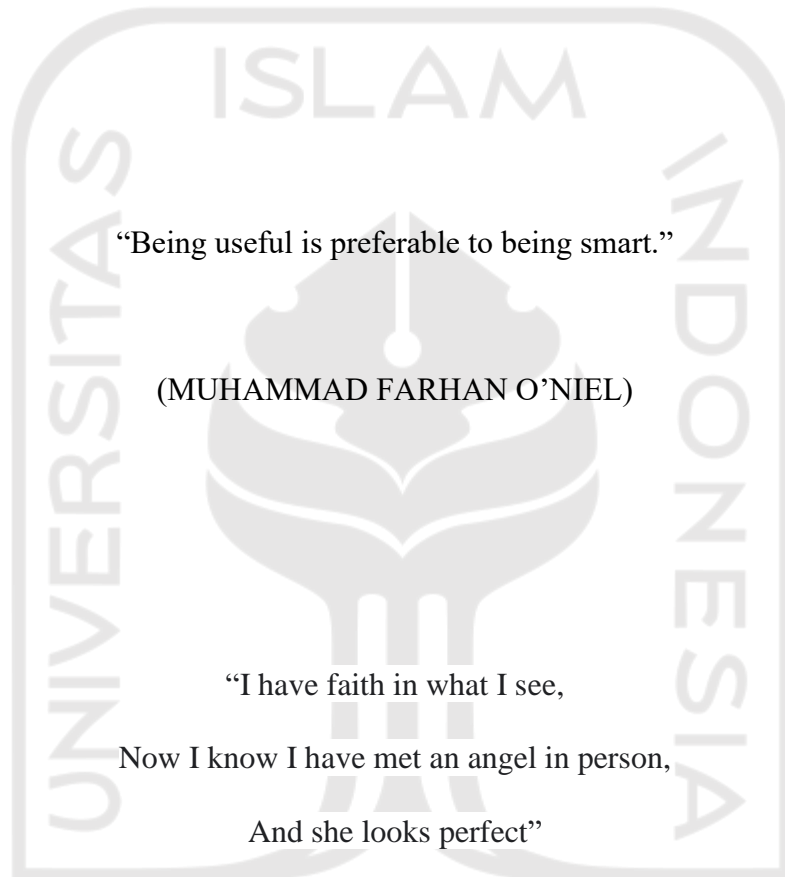 ISLAM
UNIVERSITAS
INDONESIA
“Being useful is preferable to being smart.”
(MUHAMMAD FARHAN O’NIEL)
“I have faith in what I see,
Now I know I have met an angel in person,
And she looks perfect”